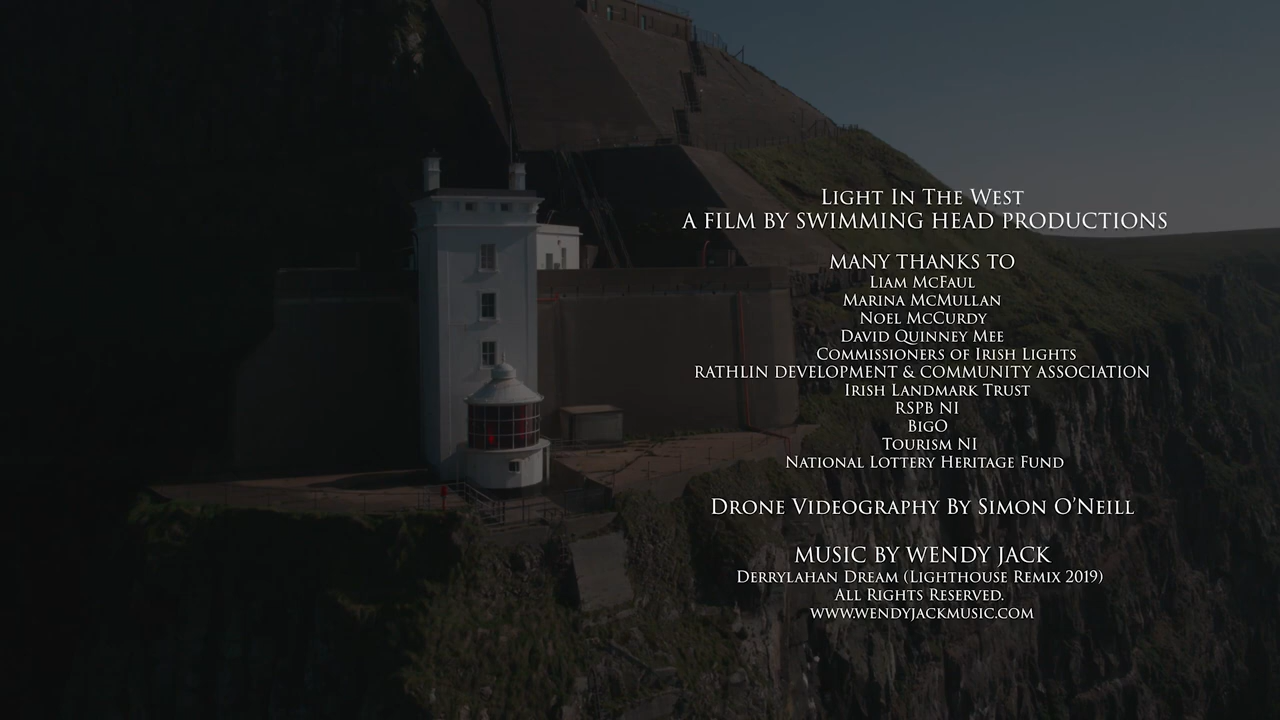 Light In The West
A FILM BY SWIMMING HEAD PRODUCTIONS
MANY THANKS TO
Liam McFaul
Marina McMullan
Noel McCurdy
David Quinney Mee
Commissioners of Irish Lights
RATHLIN DEVELOPMENT & COMMUNITY ASSOCIATION
Irish Landmark Trust
RSPB NI
BigO
Tourism NI
National Lottery Heritage Fund
Drone Videography By Simon O'Neill
MUSIC BY WENDY JACK
Derrylahan Dream (Lighthouse Remix 2019)
All Rights Reserved.
www.wendyjackmusic.com